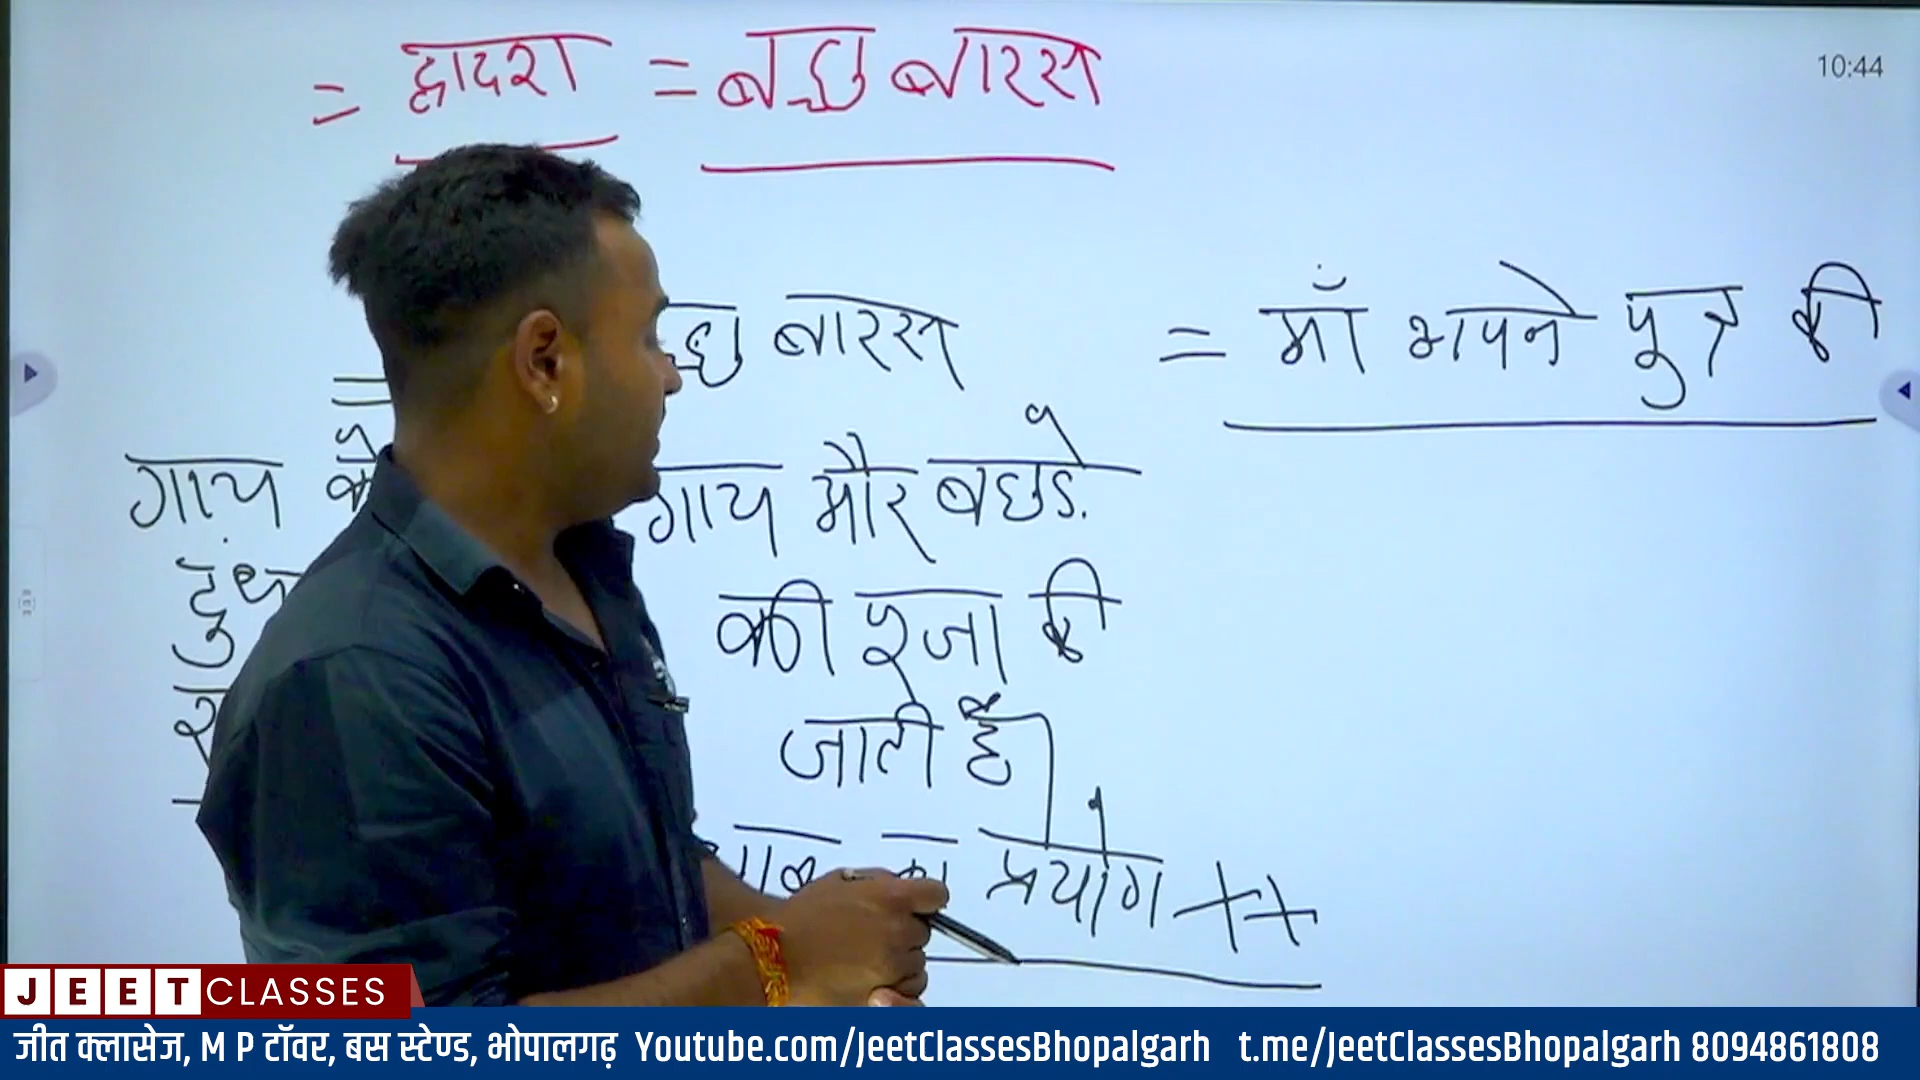 = द्वादश = बछ बारस
10:44
बारस = माँ अपने पुत्र की
गाय गाय और बछडे
की पूजा की
जाती है।
का प्रयोग ××
JEET CLASSES
जीत क्लासेज, M P टॉवर, बस स्टेण्ड, भोपालगढ़ Youtube.com/JeetClassesBhopalgarh t.me/JeetClassesBhopalgarh 8094861808